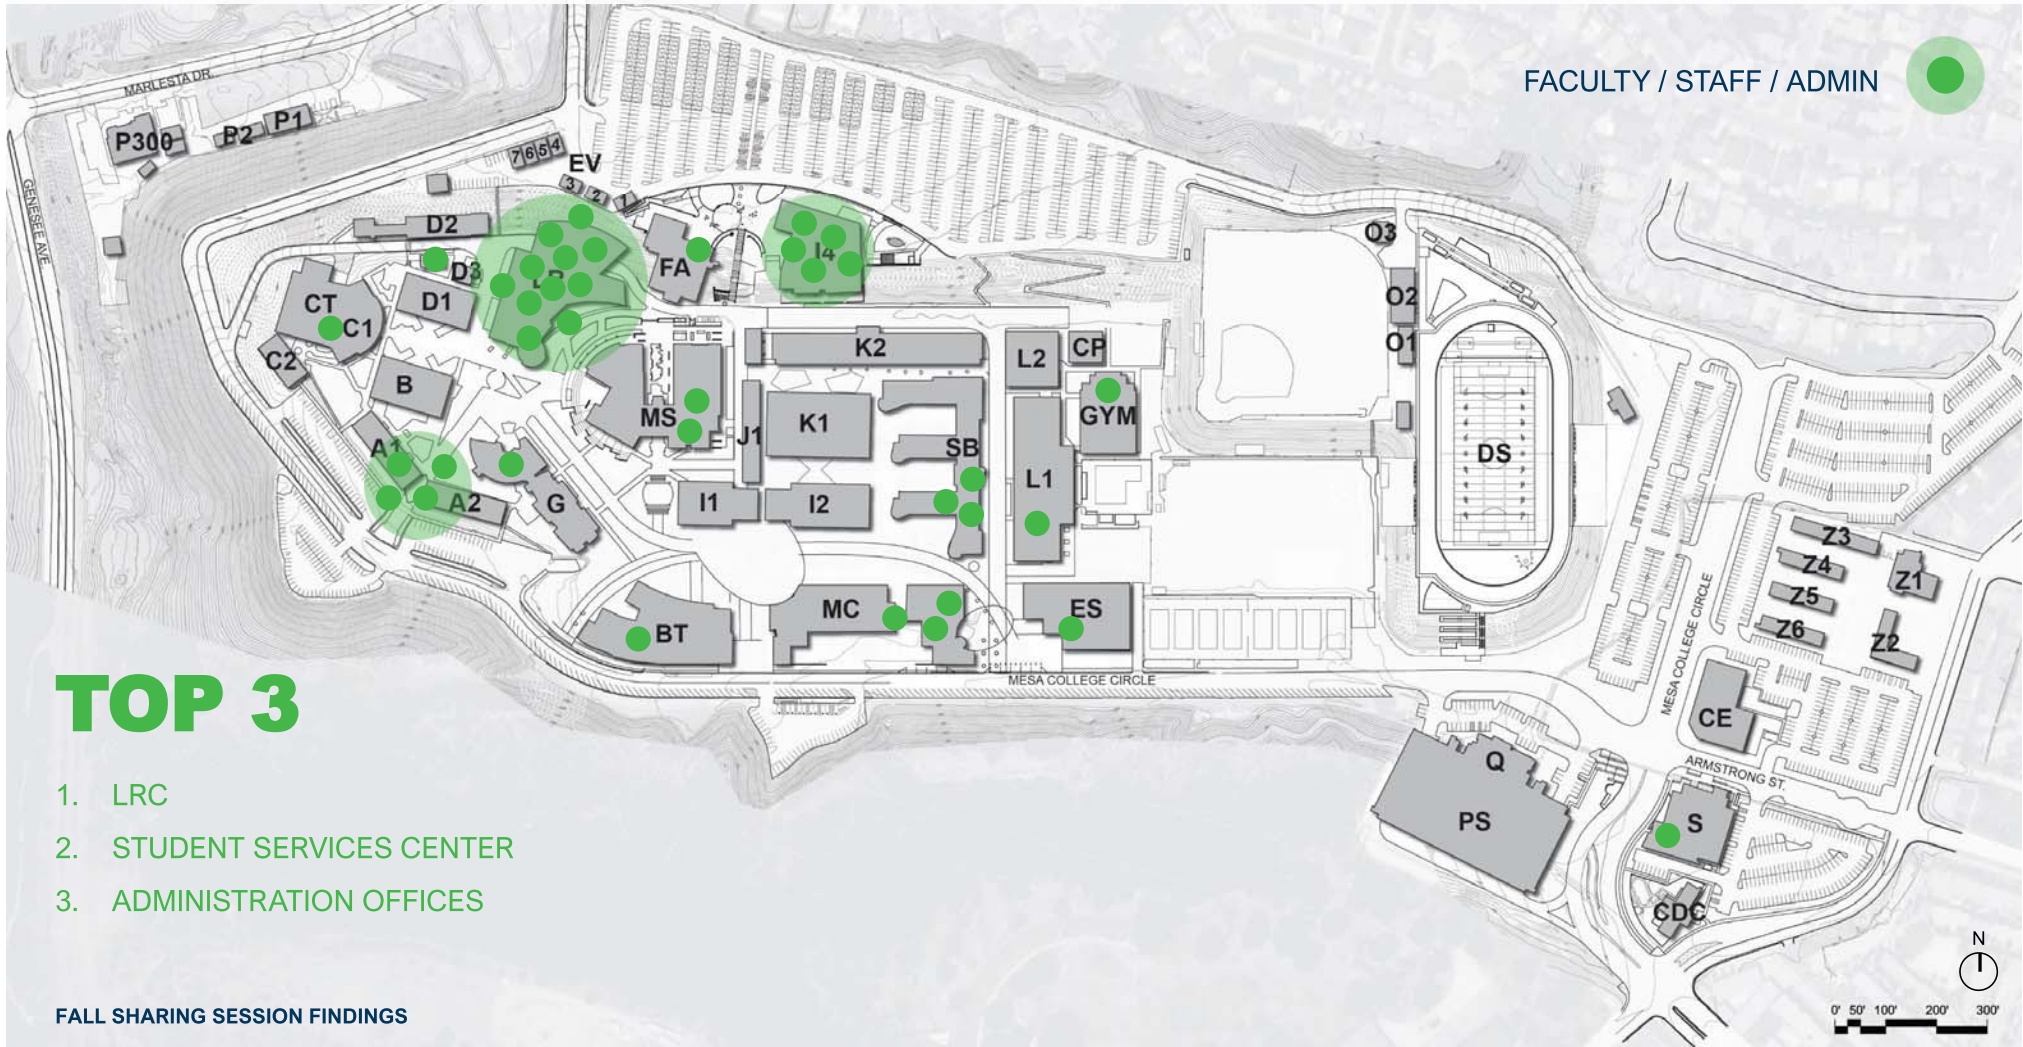 MARLESTA DR.
FACULTY / STAFF / ADMIN
P300
P2
P1
7 6 5 4
EV
3 2 1
GENESEE AVE
D2
D3
D1
FA
I4
O3
O2
O1
CT
C1
C2
B
K2
L2
CP
GYM
MS
J1
K1
SB
L1
DS
A1
A2
G
I1
I2
BT
MC
ES
Z3
Z4
Z5
Z6
Z1
Z2
MESA COLLEGE CIRCLE
MESA COLLEGE CIRCLE
CE
ARMSTRONG ST.
Q
PS
S
CDC
TOP 3
1. LRC
2. STUDENT SERVICES CENTER
3. ADMINISTRATION OFFICES
FALL SHARING SESSION FINDINGS
N
0' 50' 100' 200' 300'